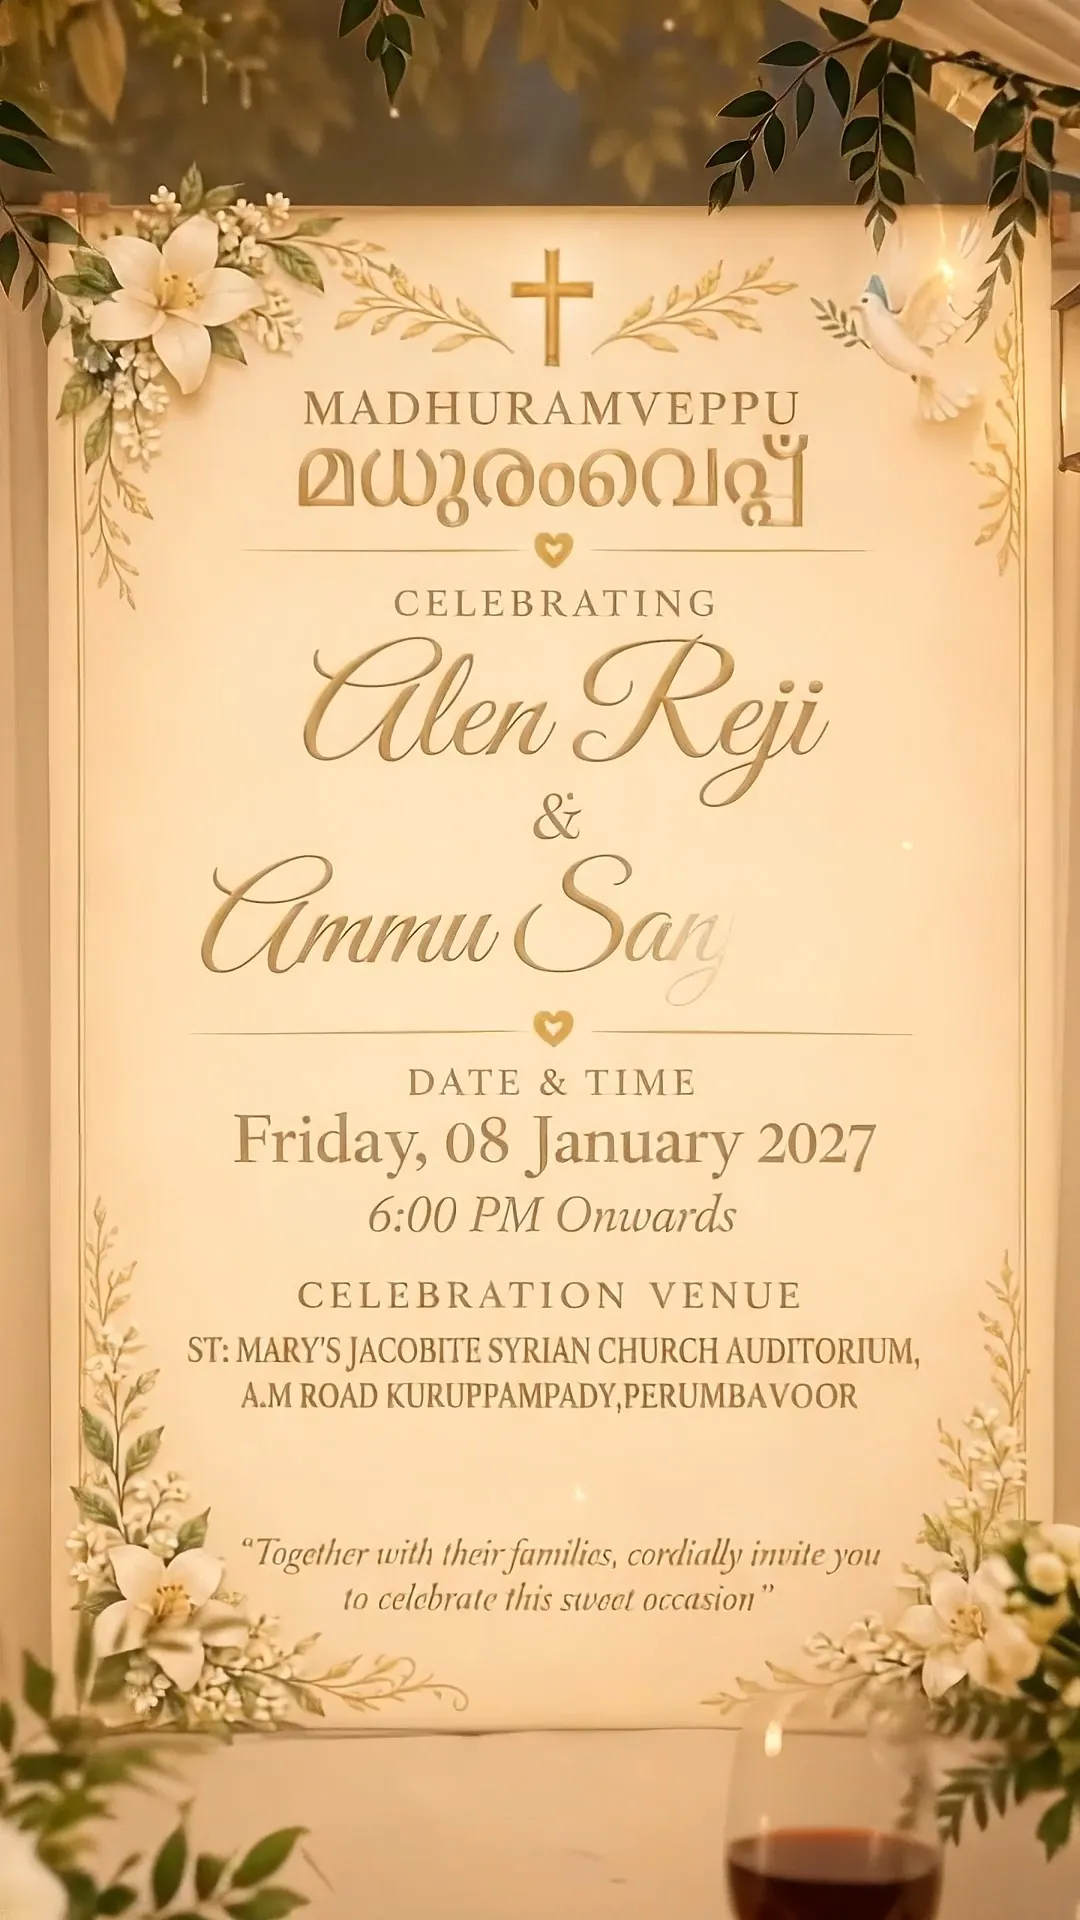 MADHURAMVEPPU
മധുരംവെപ്പ്
CELEBRATING
Alen Reji
&
Ammu
DATE & TIME
Friday, 08 January 2027
6:00 PM Onwards
CELEBRATION VENUE
ST: MARY'S JACOBITE SYRIAN CHURCH AUDITORIUM,
A.M ROAD KURUPPAMPADY,PERUMBAVOOR
“Together with their families, cordially invite you
to celebrate this sweet occasion”